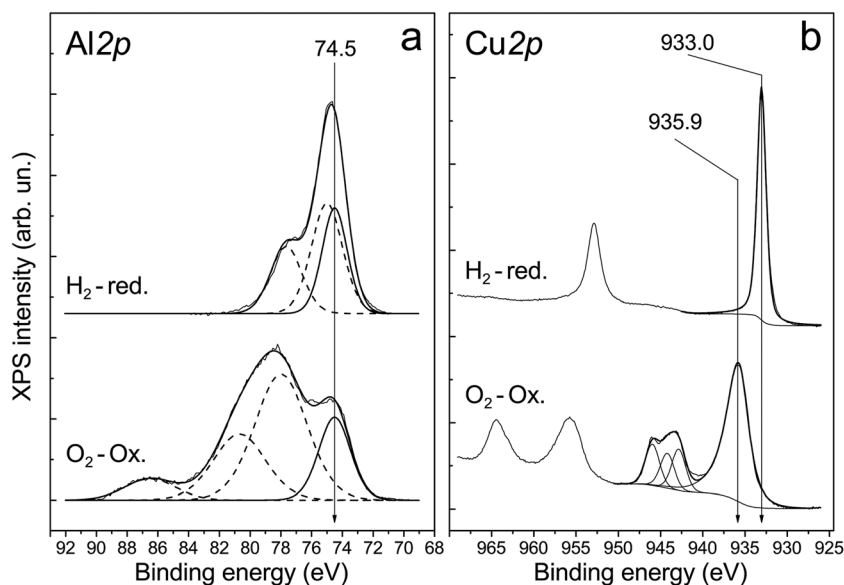 Al2p
a
74.5
Cu2p
b
933.0
935.9
XPS intensity (arb. un.)
H2-red.
H2-red.
O2-Ox.
O2-Ox.
92 90 88 86 84 82 80 78 76 74 72 70 68
965 960 955 950 945 940 935 930 925
Binding energy (eV)
Binding energy (eV)